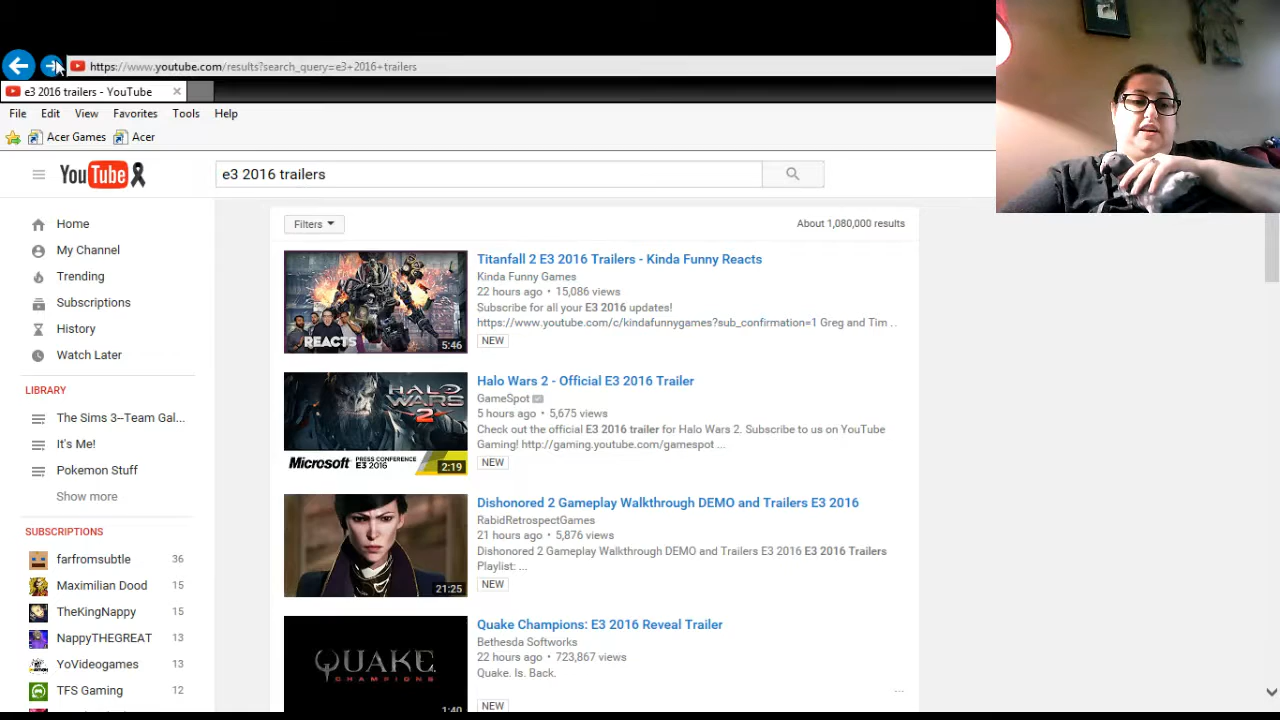 https://www.youtube.com/results?search_query=e3+2016+trailers
e3 2016 trailers - YouTube
File Edit View Favorites Tools Help
Acer Games Acer
YouTube
e3 2016 trailers
Home
My Channel
Trending
Subscriptions
History
Watch Later
LIBRARY
The Sims 3--Team Gal...
It's Me!
Pokemon Stuff
Show more
SUBSCRIPTIONS
farfromsubtle 36
Maximilian Dood 15
TheKingNappy 15
NappyTHEGREAT 13
YoVideogames 13
TFS Gaming 12
Filters
About 1,080,000 results
REACTS
5:46
Titanfall 2 E3 2016 Trailers - Kinda Funny Reacts
Kinda Funny Games
22 hours ago • 15,086 views
Subscribe for all your E3 2016 updates!
https://www.youtube.com/c/kindafunnygames?sub_confirmation=1 Greg and Tim ..
NEW
HALO WARS 2
Microsoft PRESS CONFERENCE E3 2016
2:19
Halo Wars 2 - Official E3 2016 Trailer
GameSpot
5 hours ago • 5,675 views
Check out the official E3 2016 trailer for Halo Wars 2. Subscribe to us on YouTube
Gaming! http://gaming.youtube.com/gamespot ...
NEW
21:25
Dishonored 2 Gameplay Walkthrough DEMO and Trailers E3 2016
RabidRetrospectGames
21 hours ago • 5,876 views
Dishonored 2 Gameplay Walkthrough DEMO and Trailers E3 2016 E3 2016 Trailers
Playlist: ...
NEW
QUAKE
CHAMPIONS
1:40
Quake Champions: E3 2016 Reveal Trailer
Bethesda Softworks
22 hours ago • 723,867 views
Quake. Is. Back.
...
NEW